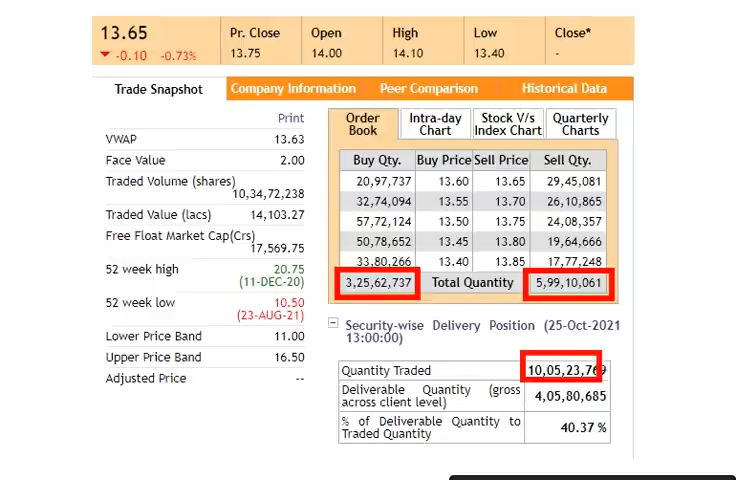 13.65
-0.10 -0.73%
Pr. Close
13.75
Open
14.00
High
14.10
Low
13.40
Close*
-
Trade Snapshot
Company Information
Peer Comparison
Historical Data
Print
VWAP 13.63
Face Value 2.00
Traded Volume (shares)
10,34,72,238
Traded Value (lacs) 14,103.27
Free Float Market Cap(Crs)
17,569.75
52 week high 20.75
(11-DEC-20)
52 week low 10.50
(23-AUG-21)
Lower Price Band 11.00
Upper Price Band 16.50
Adjusted Price --
Order
Book
Intra-day
Chart
Stock V/s
Index Chart
Quarterly
Charts
Buy Qty. Buy Price Sell Price Sell Qty.
20,97,737 13.60 13.65 29,45,081
32,74,094 13.55 13.70 26,10,865
57,72,124 13.50 13.75 24,08,357
50,78,652 13.45 13.80 19,64,666
33,80,266 13.40 13.85 17,77,248
3,25,62,737 Total Quantity 5,99,10,061
Security-wise Delivery Position (25-Oct-2021
13:00:00)
Quantity Traded 10,05,23,769
Deliverable Quantity (gross
across client level) 4,05,80,685
% of Deliverable Quantity to
Traded Quantity 40.37 %